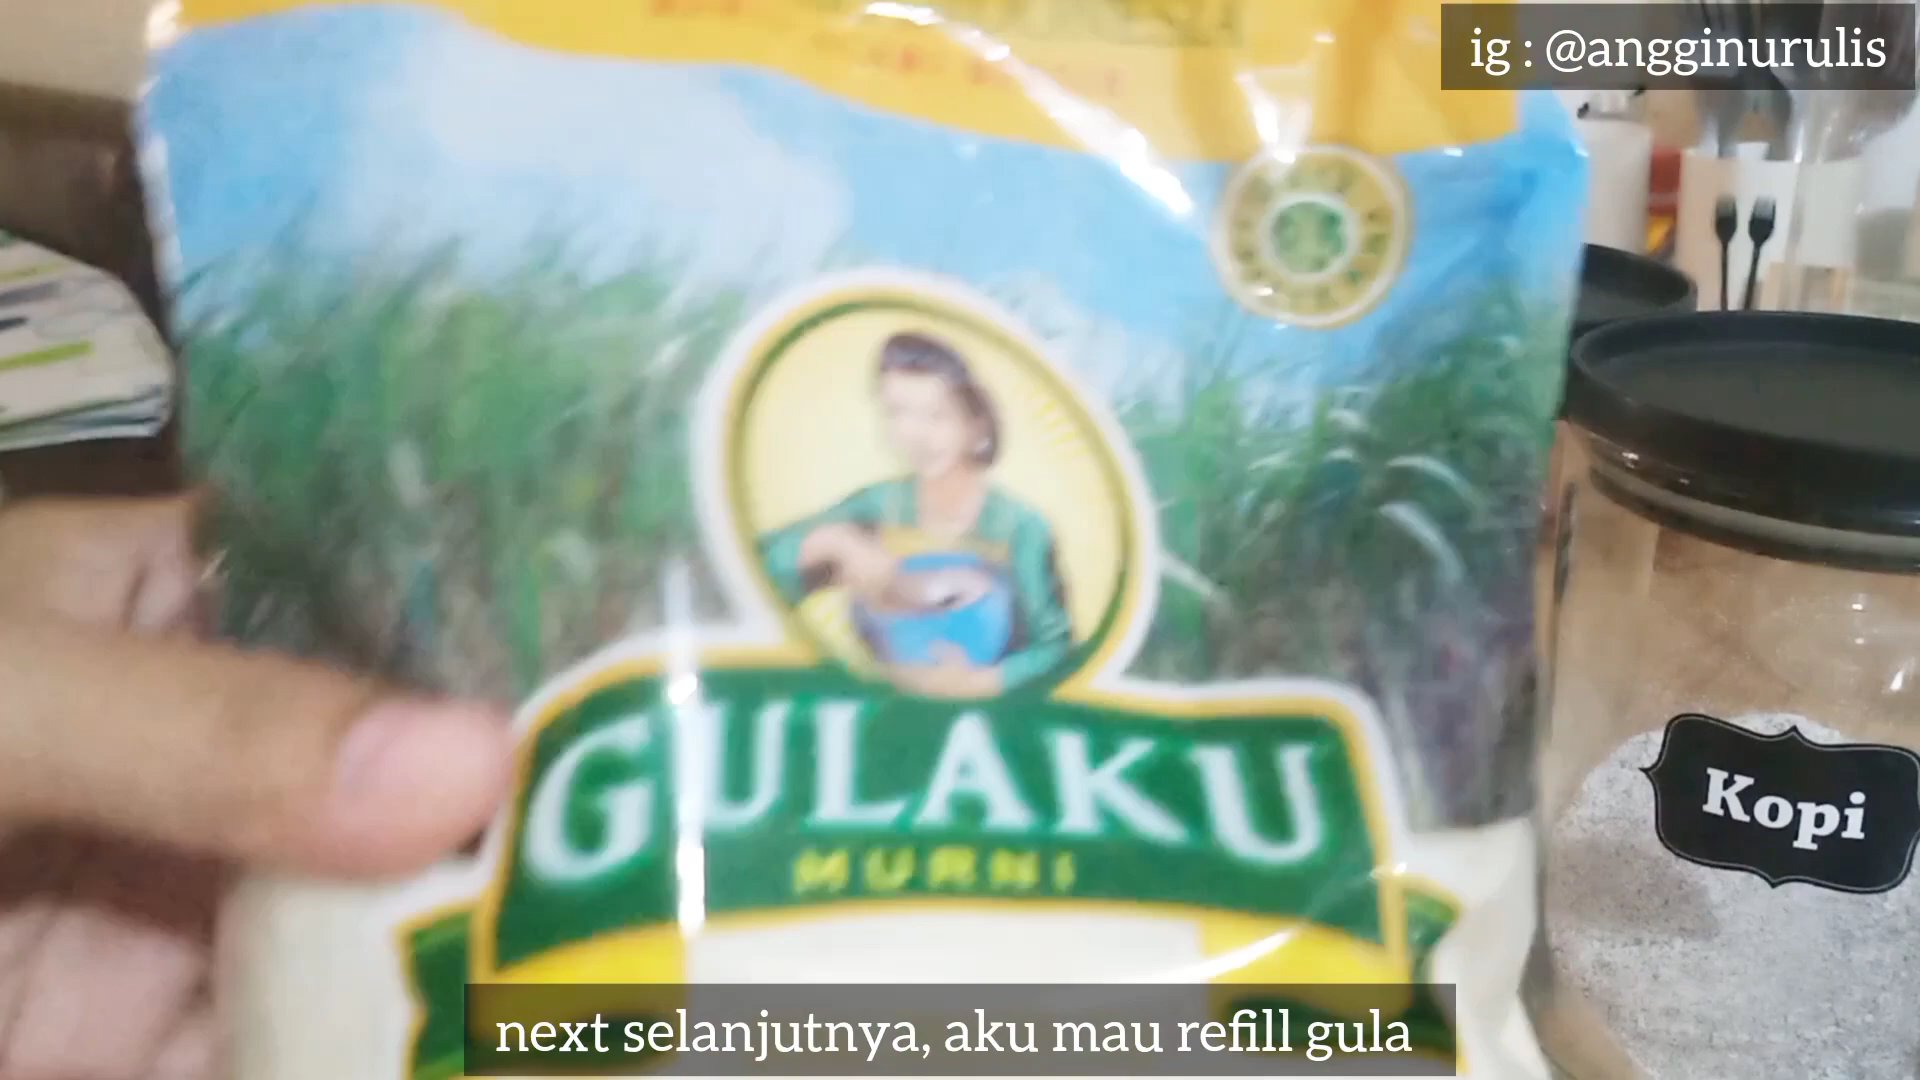 ig : @angginurulis
GULAKU
MURNI
Kopi
next selanjutnya, aku mau refill gula